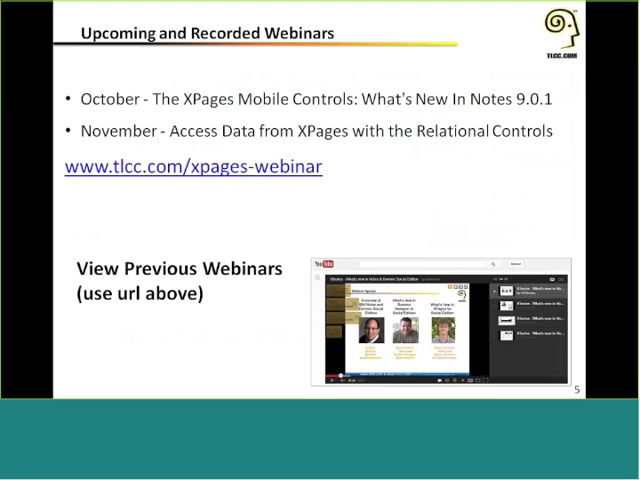 Upcoming and Recorded Webinars
TLCC.COM
• October - The XPages Mobile Controls: What's New In Notes 9.0.1
• November - Access Data from XPages with the Relational Controls
www.tlcc.com/xpages-webinar
View Previous Webinars
(use url above)
YouTube
5